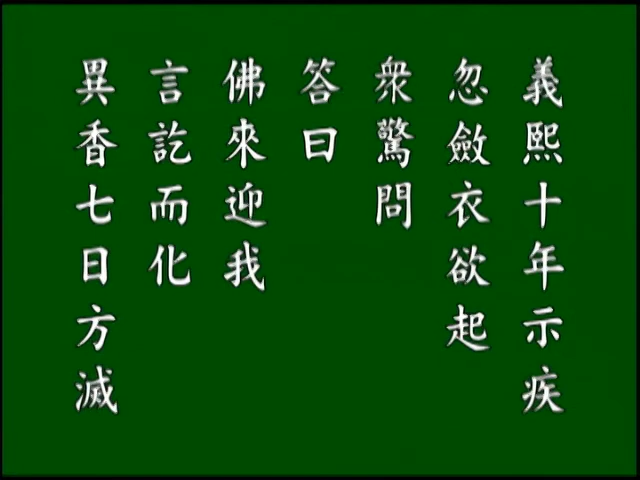 義熙十年示疾
忽斂衣欲起
衆驚問
答曰
佛來迎我
言訖而化
異香七日方滅